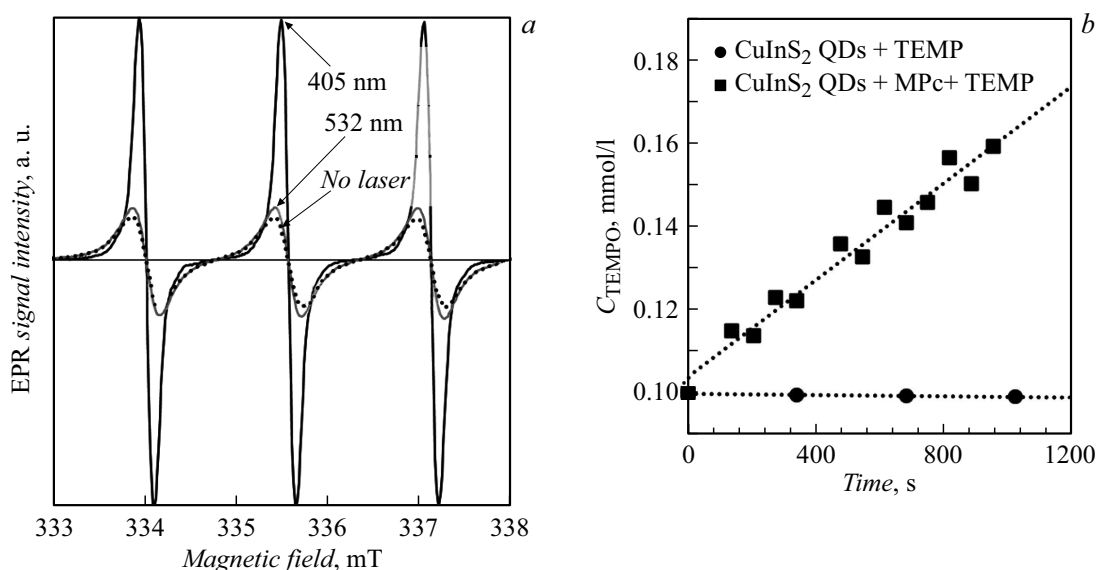 a
405 nm
532 nm
No laser
EPR signal intensity, a. u.
333 334 335 336 337 338
Magnetic field, mT
b
CuInS₂ QDs + TEMP
CuInS₂ QDs + MPc+ TEMP
0.18
0.16
0.14
0.12
0.10
C_TEMPO, mmol/l
0 400 800 1200
Time, s